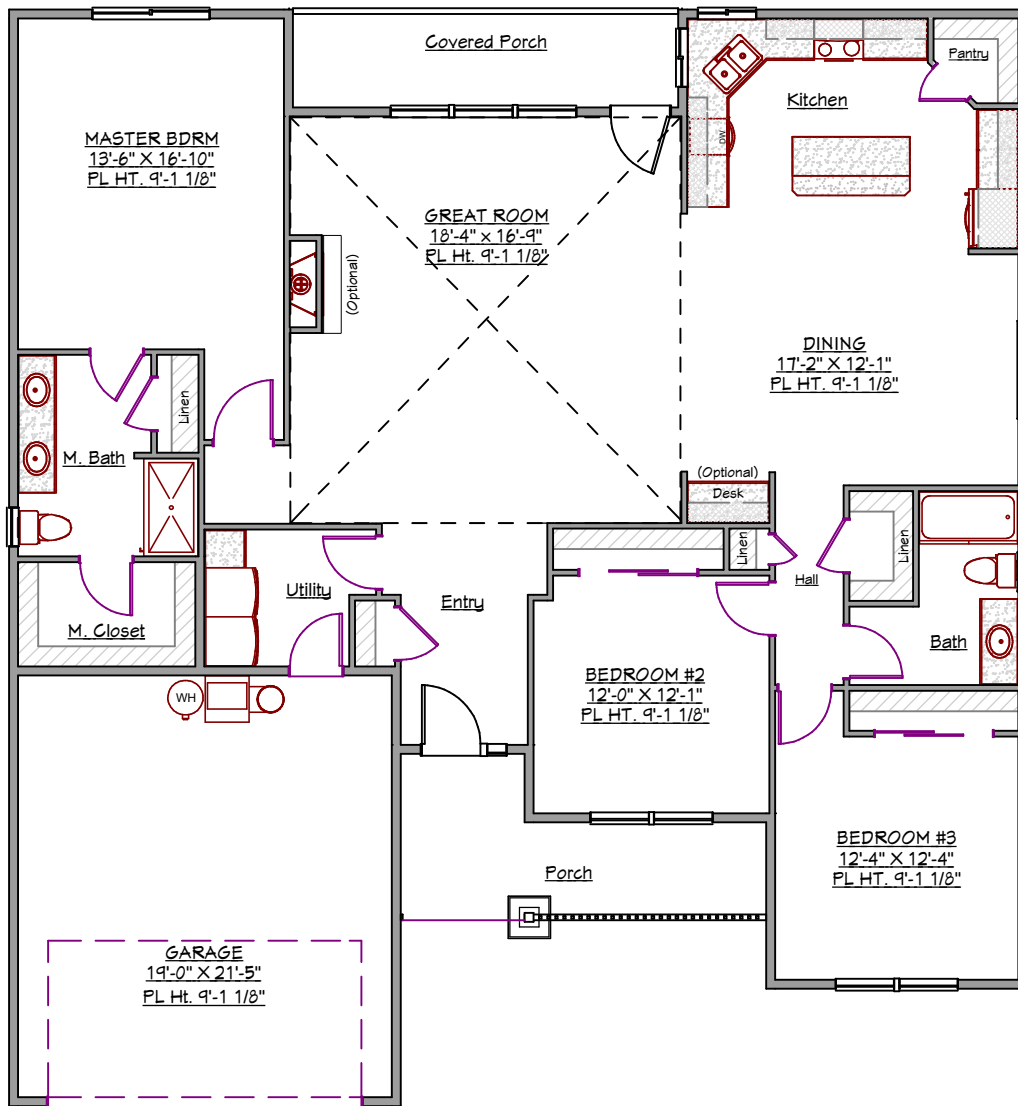 Covered Porch
Pantry
Kitchen
DW
MASTER BDRM
13'-6" X 16'-10"
PL HT. 9'-1 1/8"
GREAT ROOM
18'-4" x 16'-9"
PL Ht. 9'-1 1/8"
(Optional)
DINING
17'-2" X 12'-1"
PL HT. 9'-1 1/8"
Linen
M. Bath
(Optional)
Desk
Linen
Linen
Hall
Utility
Entry
M. Closet
Bath
BEDROOM #2
12'-0" X 12'-1"
PL HT. 9'-1 1/8"
WH
BEDROOM #3
12'-4" X 12'-4"
PL HT. 9'-1 1/8"
Porch
GARAGE
19'-0" X 21'-5"
PL Ht. 9'-1 1/8"